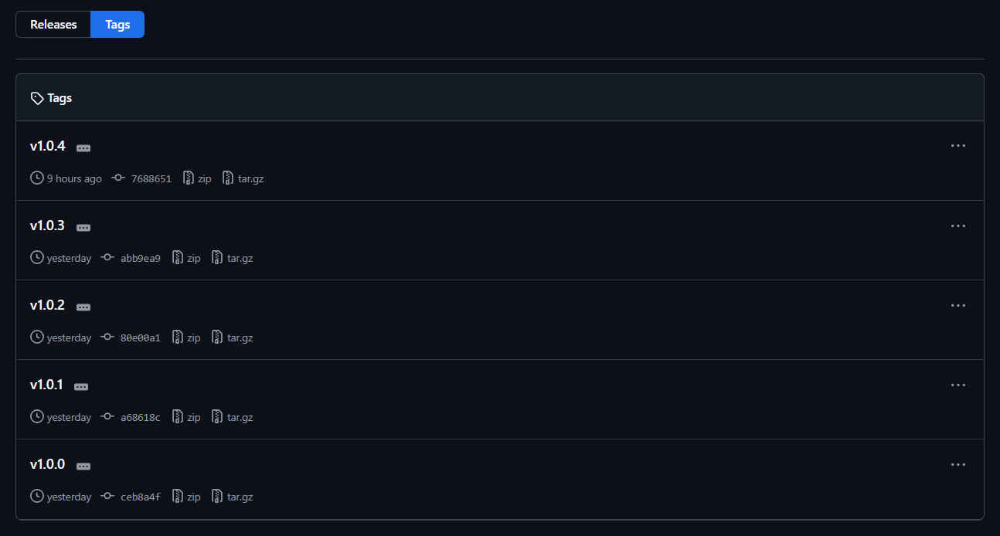 Releases Tags
Tags
v1.0.4
9 hours ago 7688651 zip tar.gz
v1.0.3
yesterday abb9ea9 zip tar.gz
v1.0.2
yesterday 80e00a1 zip tar.gz
v1.0.1
yesterday a68618c zip tar.gz
v1.0.0
yesterday ceb8a4f zip tar.gz